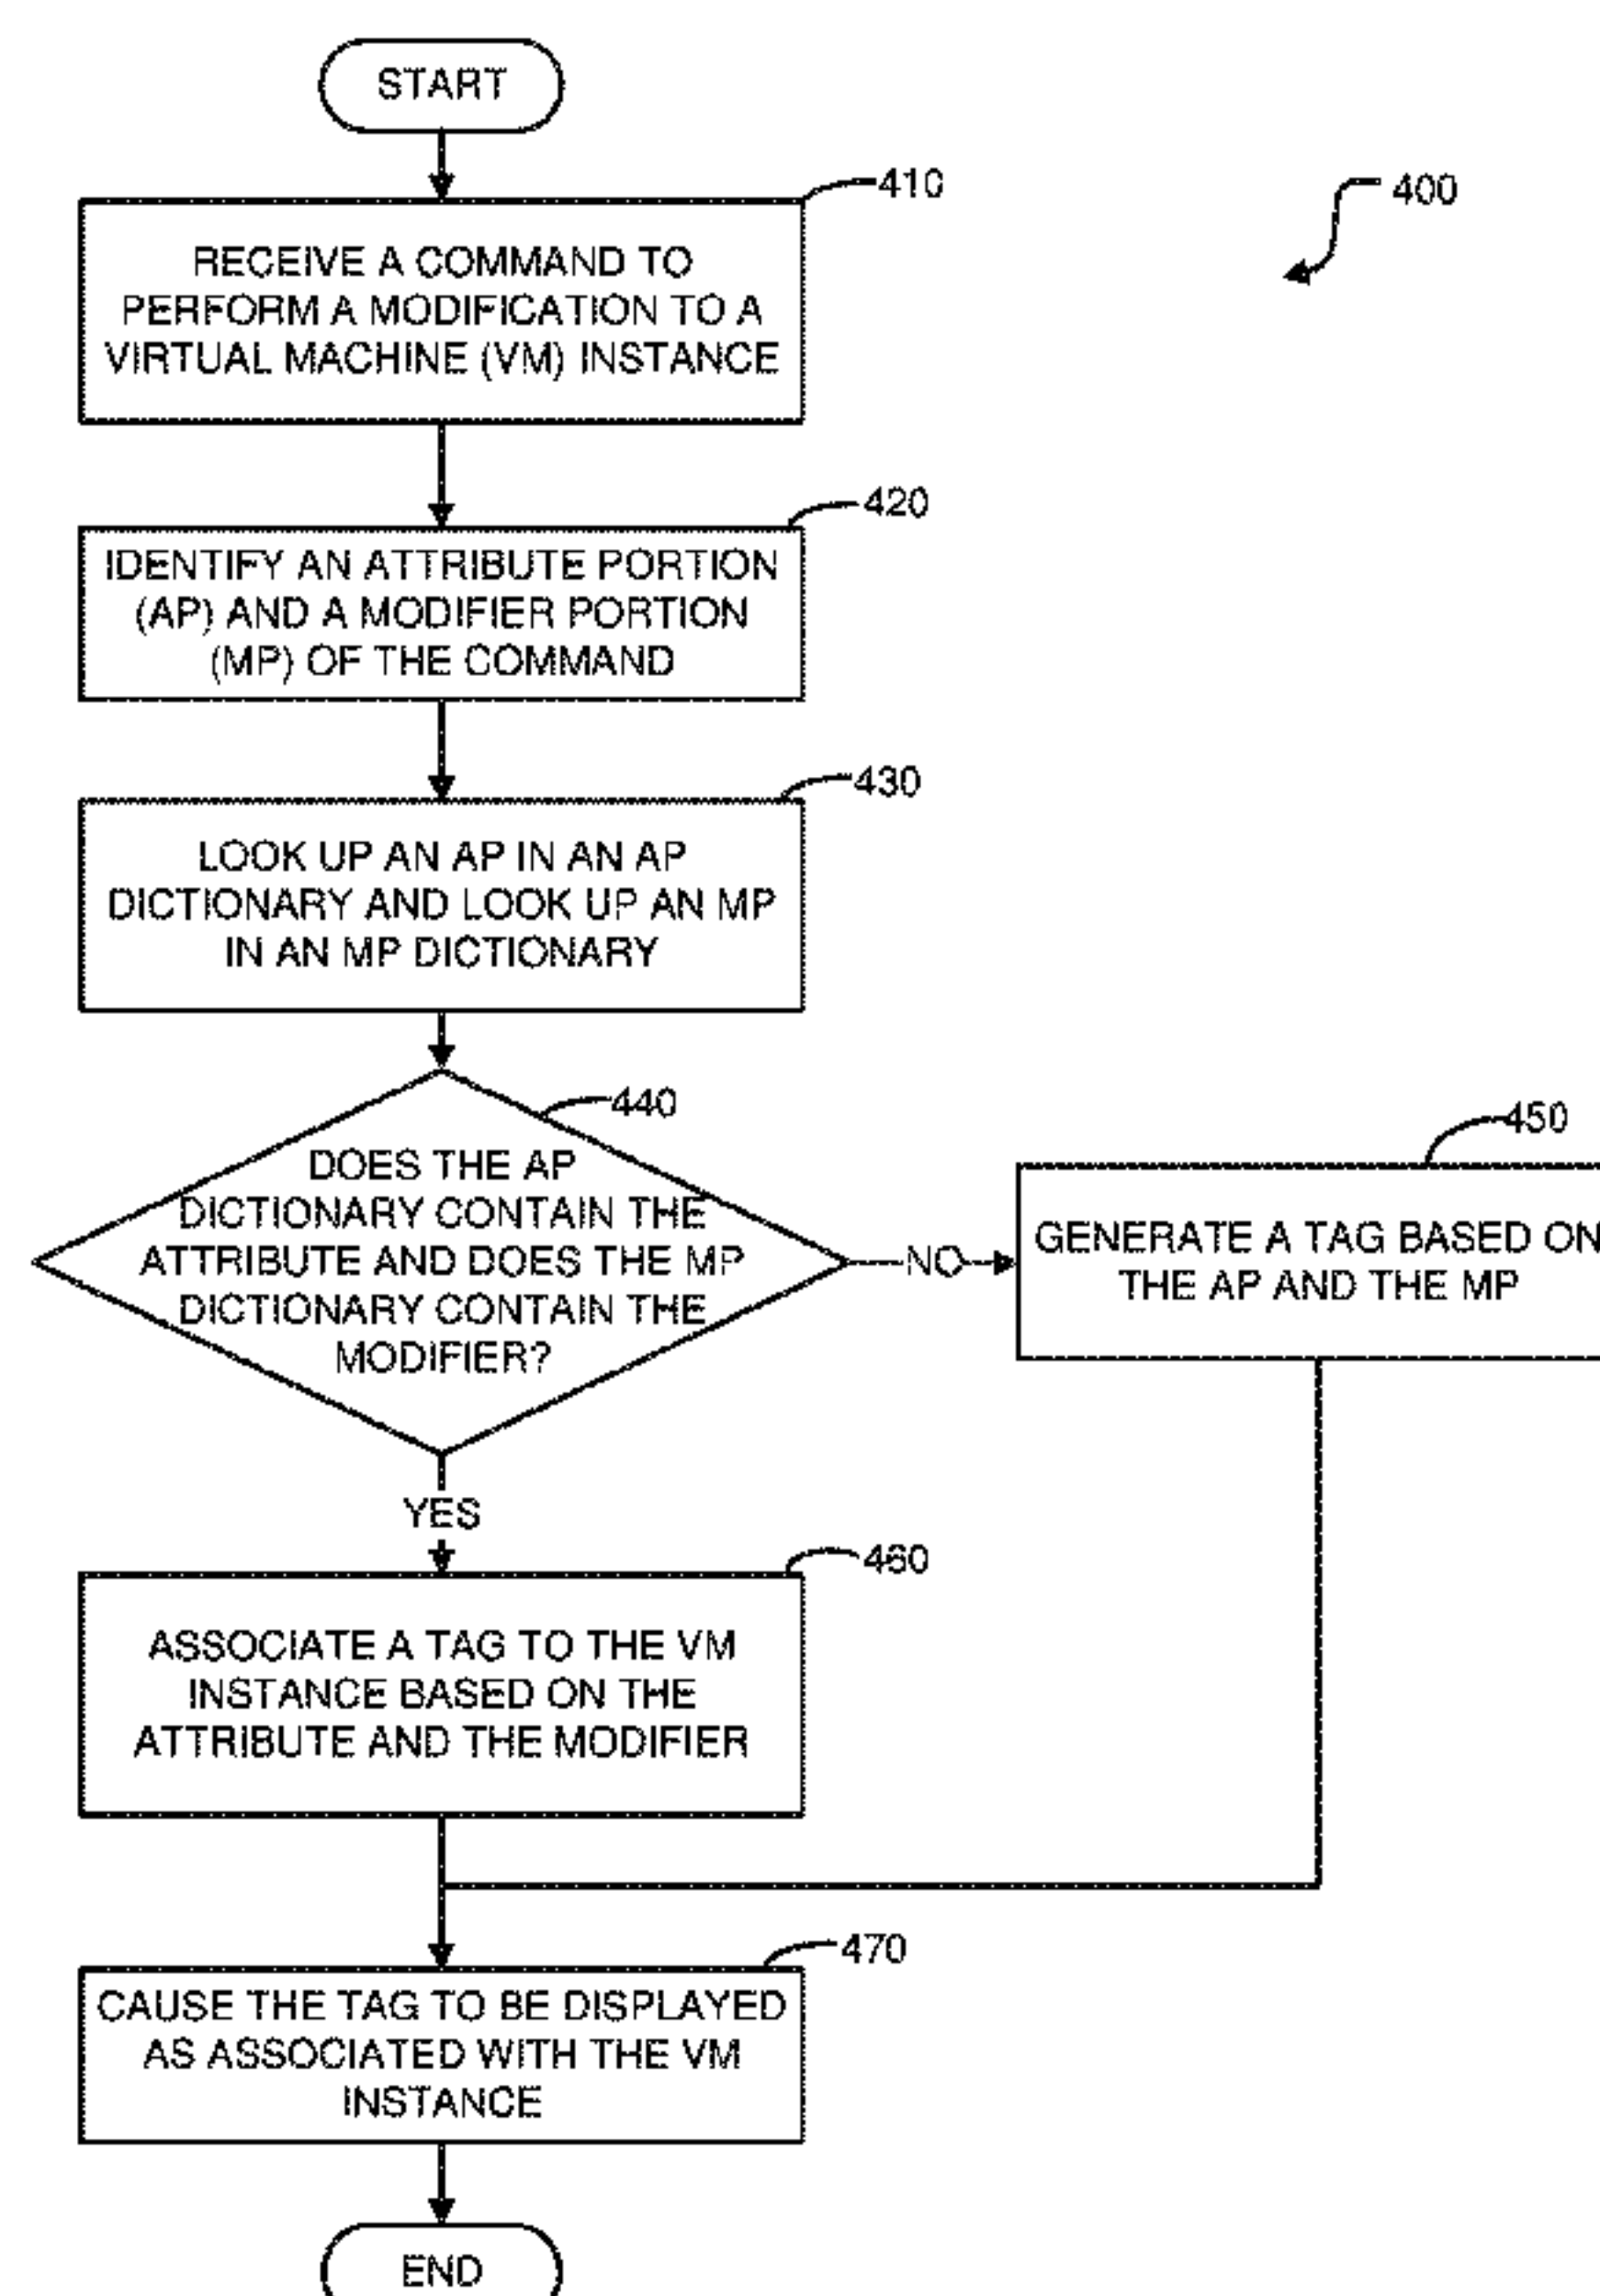 START
410
400
RECEIVE A COMMAND TO
PERFORM A MODIFICATION TO A
VIRTUAL MACHINE (VM) INSTANCE
420
IDENTIFY AN ATTRIBUTE PORTION
(AP) AND A MODIFIER PORTION
(MP) OF THE COMMAND
430
LOOK UP AN AP IN AN AP
DICTIONARY AND LOOK UP AN MP
IN AN MP DICTIONARY
440
DOES THE AP
DICTIONARY CONTAIN THE
ATTRIBUTE AND DOES THE MP
DICTIONARY CONTAIN THE
MODIFIER?
NO
450
GENERATE A TAG BASED ON
THE AP AND THE MP
YES
460
ASSOCIATE A TAG TO THE VM
INSTANCE BASED ON THE
ATTRIBUTE AND THE MODIFIER
470
CAUSE THE TAG TO BE DISPLAYED
AS ASSOCIATED WITH THE VM
INSTANCE
END